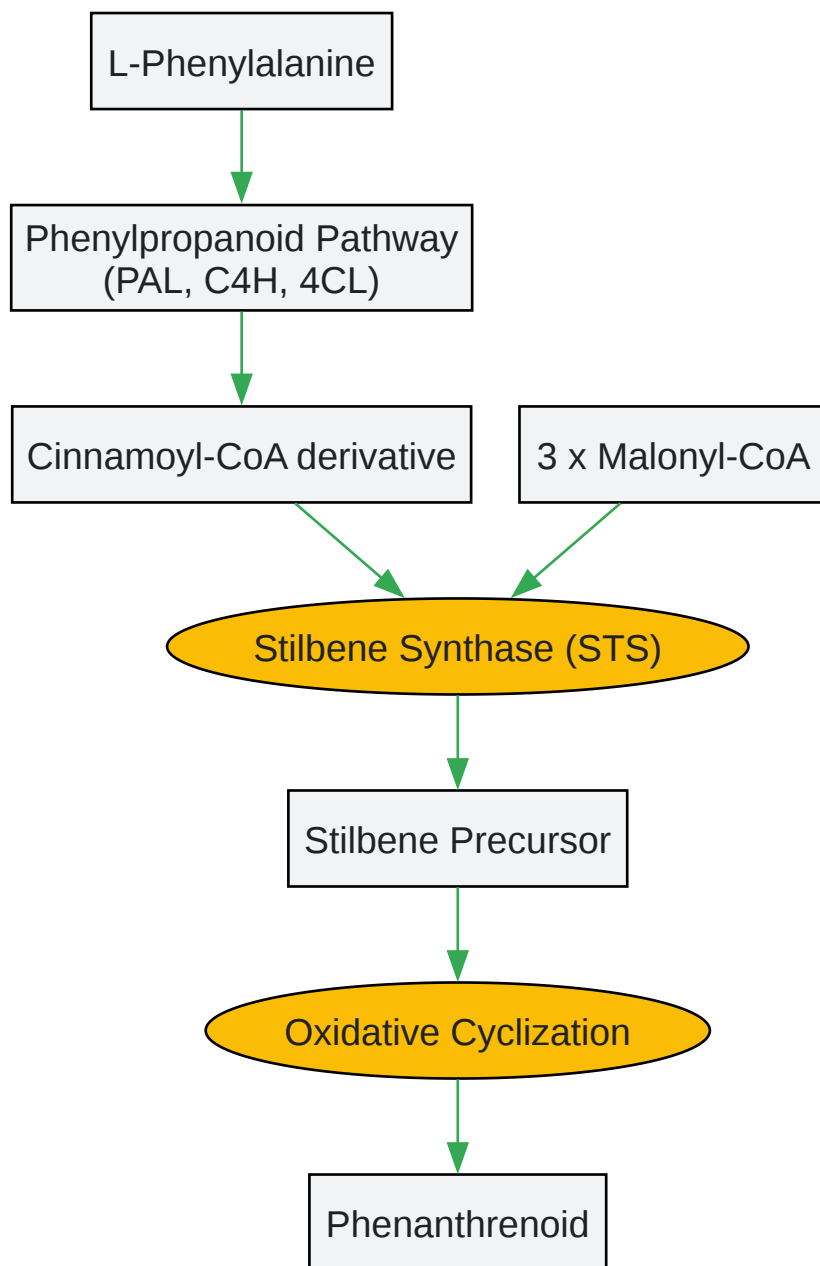 L-Phenylalanine
Phenylpropanoid Pathway
(PAL, C4H, 4CL)
Cinnamoyl-CoA derivative
3 x Malonyl-CoA
Stilbene Synthase (STS)
Stilbene Precursor
Oxidative Cyclization
Phenanthrenoid